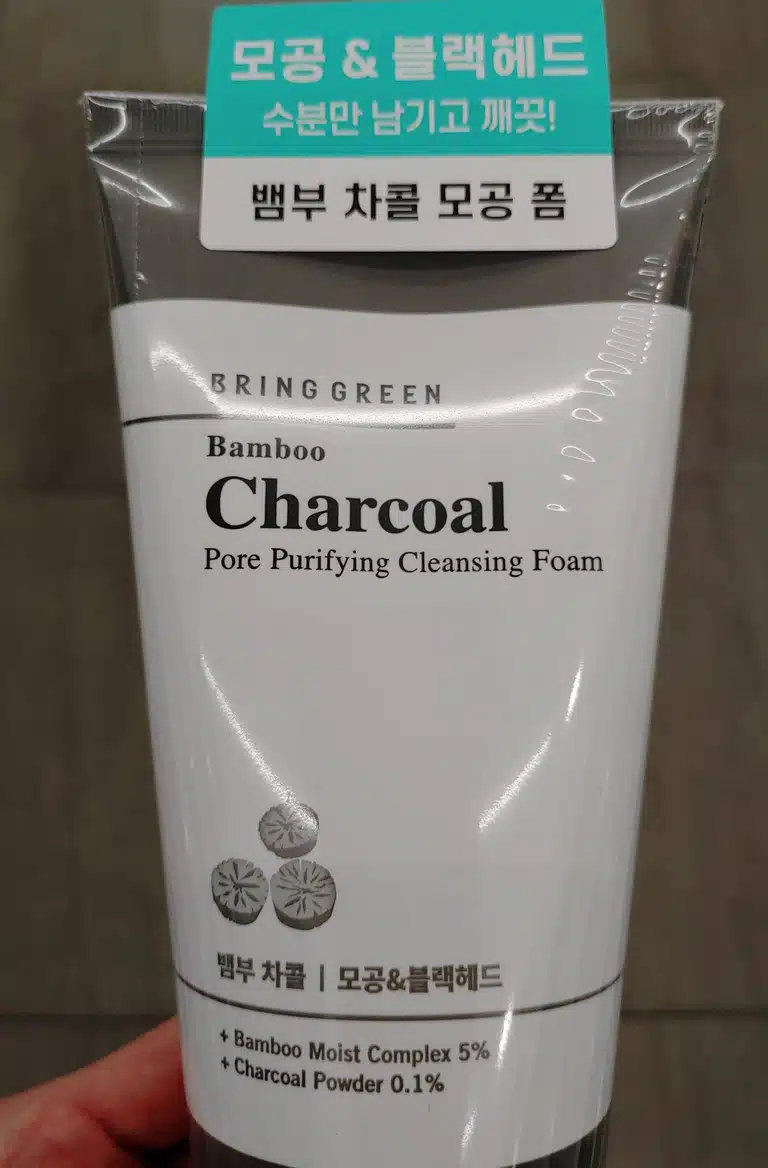 모공 & 블랙헤드
수분만 남기고 깨끗!
뱀부 차콜 모공 폼
BRING GREEN
Bamboo
Charcoal
Pore Purifying Cleansing Foam
뱀부 차콜 | 모공&블랙헤드
+ Bamboo Moist Complex 5%
+ Charcoal Powder 0.1%